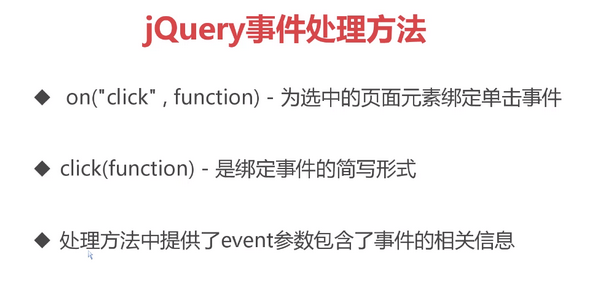 jQuery事件处理方法
◆ on("click" , function) - 为选中的页面元素绑定单击事件
◆ click(function) - 是绑定事件的简写形式
◆ 处理方法中提供了event参数包含了事件的相关信息